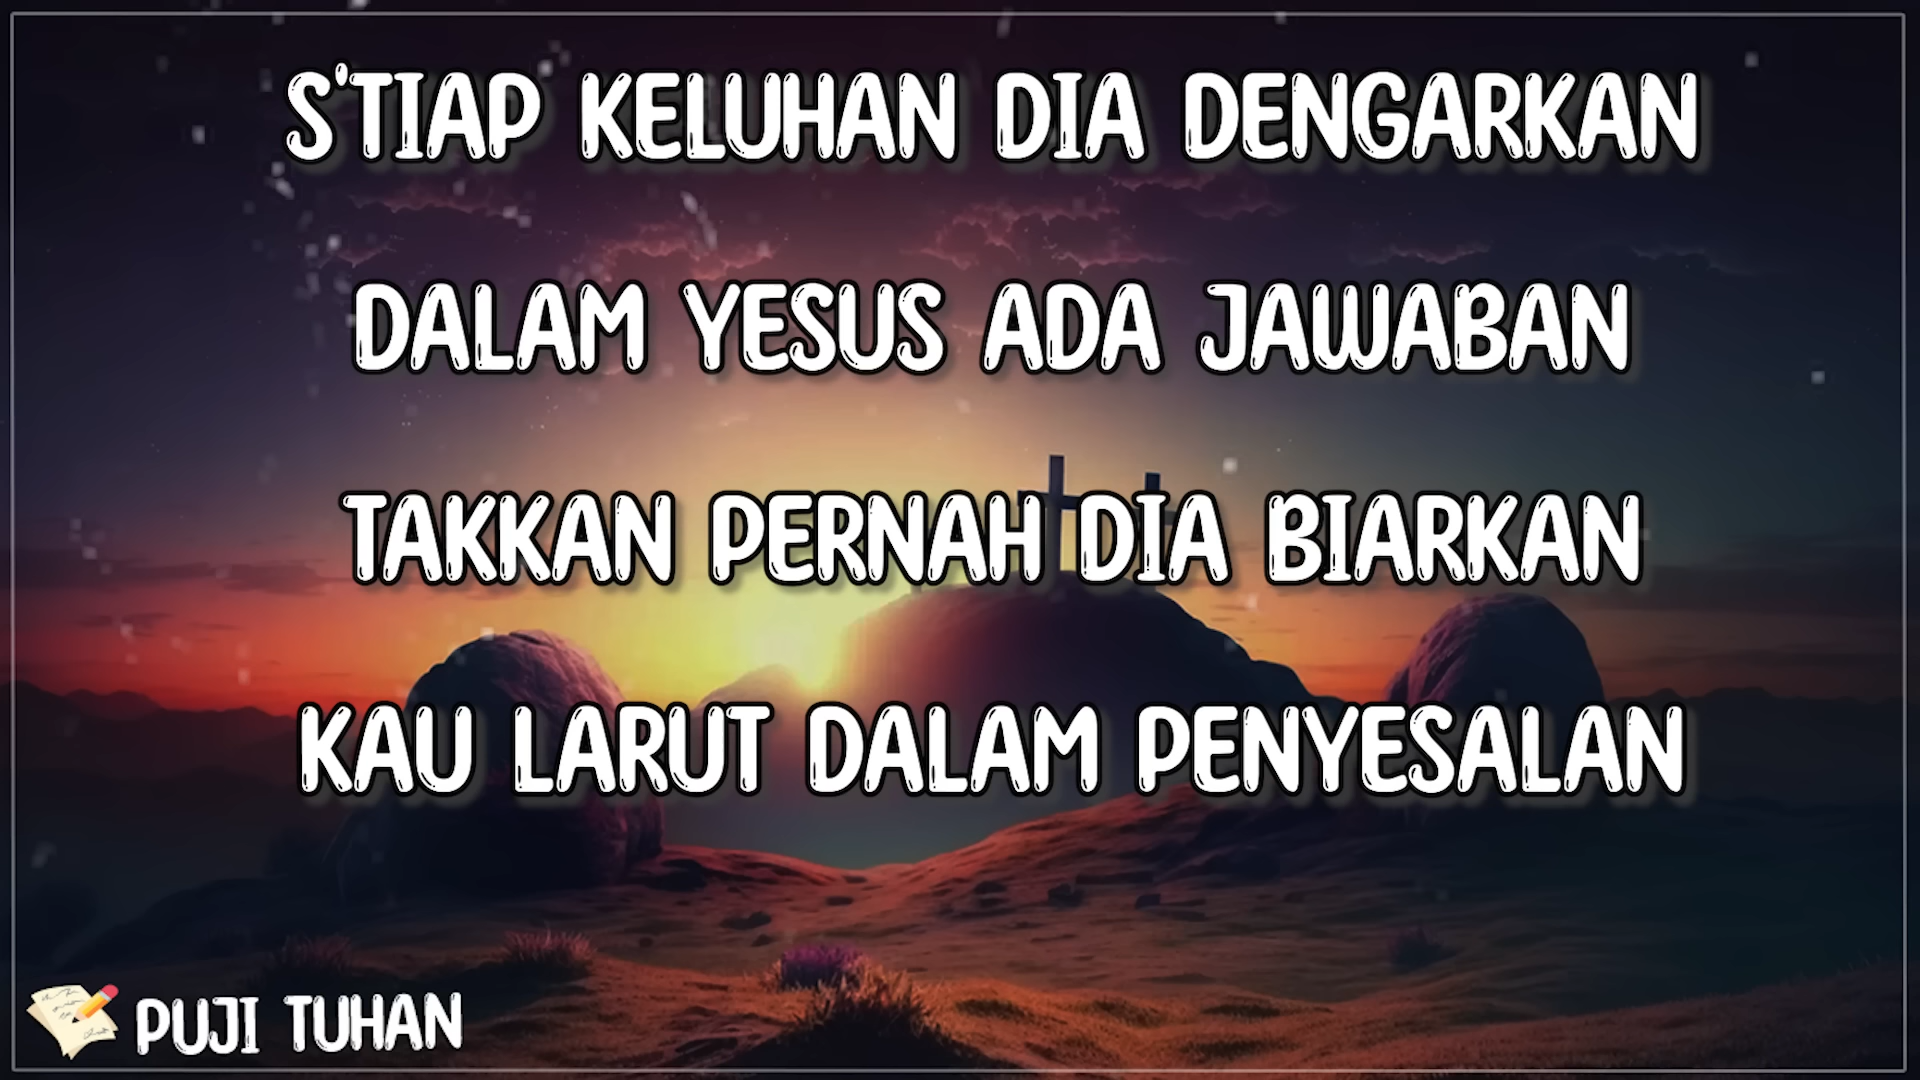 S'TIAP KELUHAN DIA DENGARKAN
DALAM YESUS ADA JAWABAN
TAKKAN PERNAH DIA BIARKAN
KAU LARUT DALAM PENYESALAN
PUJI TUHAN